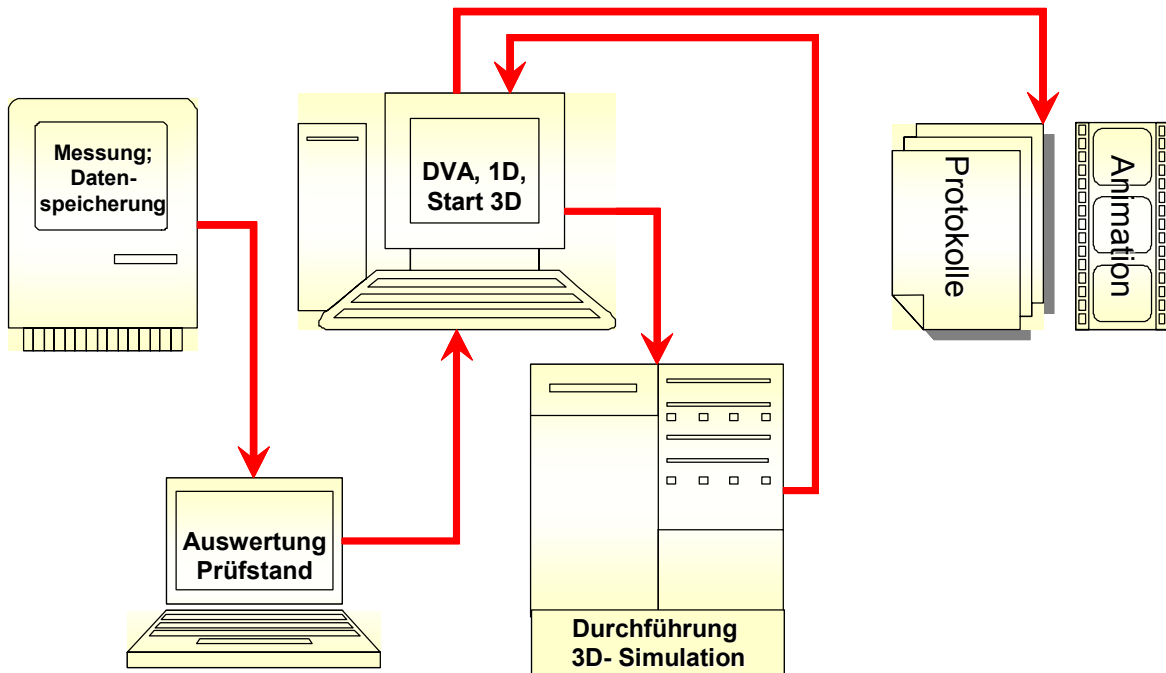 Messung;
Daten-
speicherung
DVA, 1D,
Start 3D
Protokolle
Animation
Auswertung
Prüfstand
Durchführung
3D- Simulation